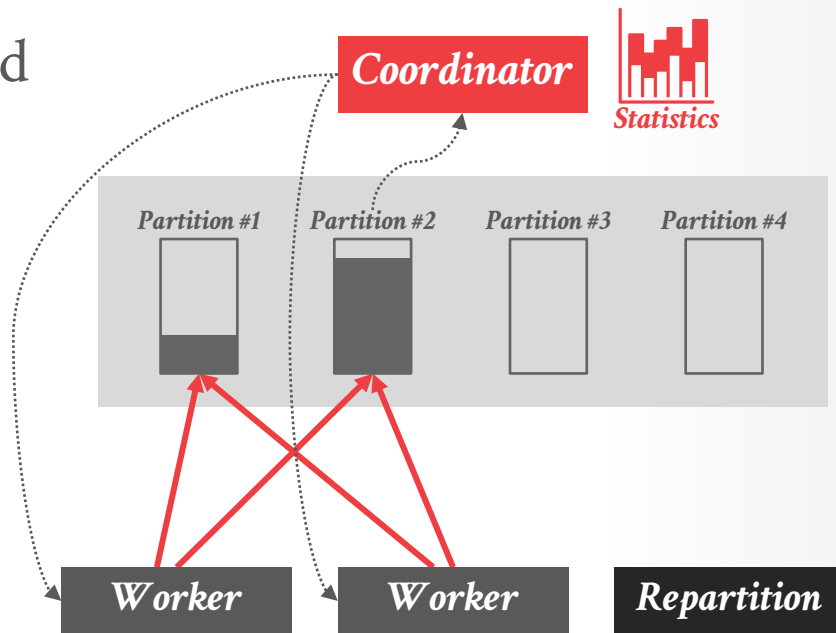 d
Coordinator
Statistics
Partition #1 Partition #2 Partition #3 Partition #4
Worker Worker Repartition